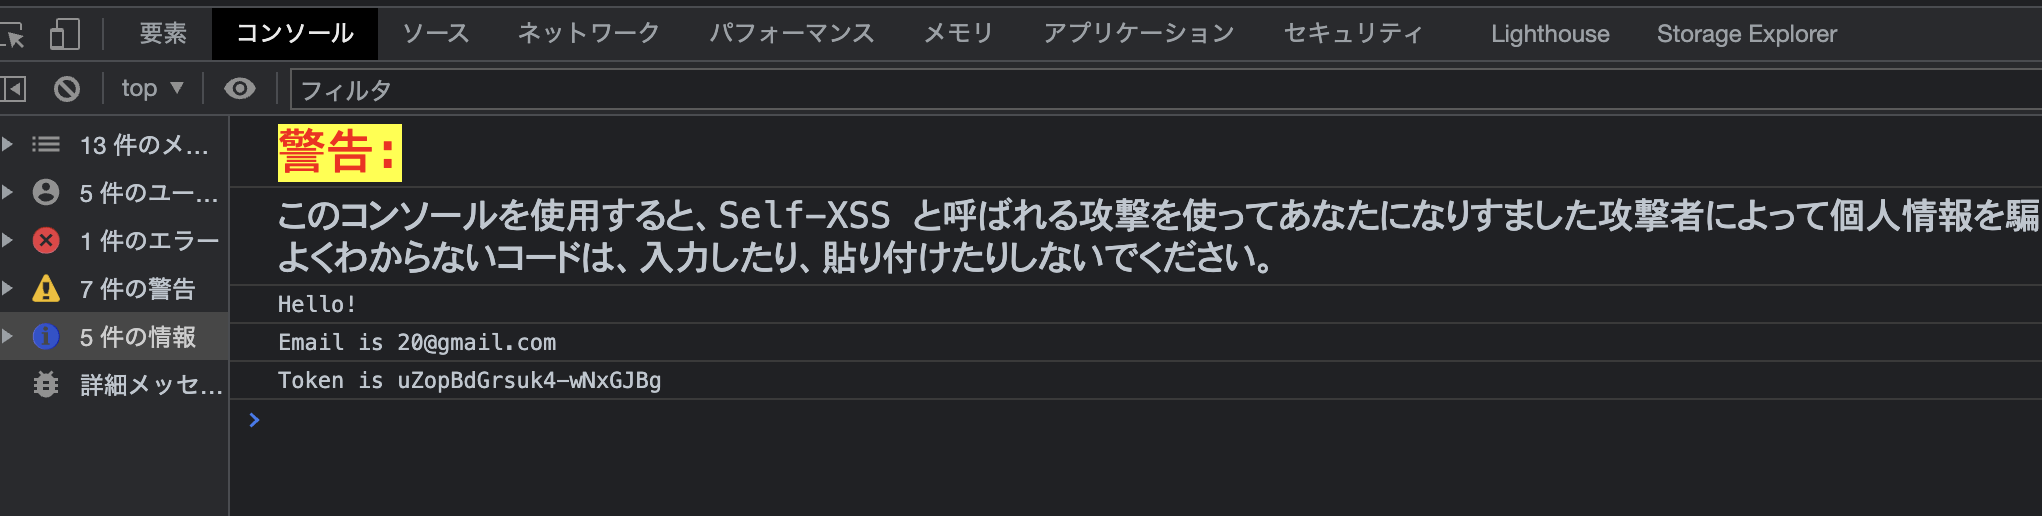 要素 コンソール ソース ネットワーク パフォーマンス メモリ アプリケーション セキュリティ Lighthouse Storage Explorer
top フィルタ
13 件のメ...
5 件のユー...
1 件のエラー
7 件の警告
5 件の情報
詳細メッセ...
警告:
このコンソールを使用すると、Self-XSS と呼ばれる攻撃を使ってあなたになりすました攻撃者によって個人情報を騙
よくわからないコードは、入力したり、貼り付けたりしないでください。
Hello!
Email is 20@gmail.com
Token is uZopBdGrsuk4-wNxGJBg